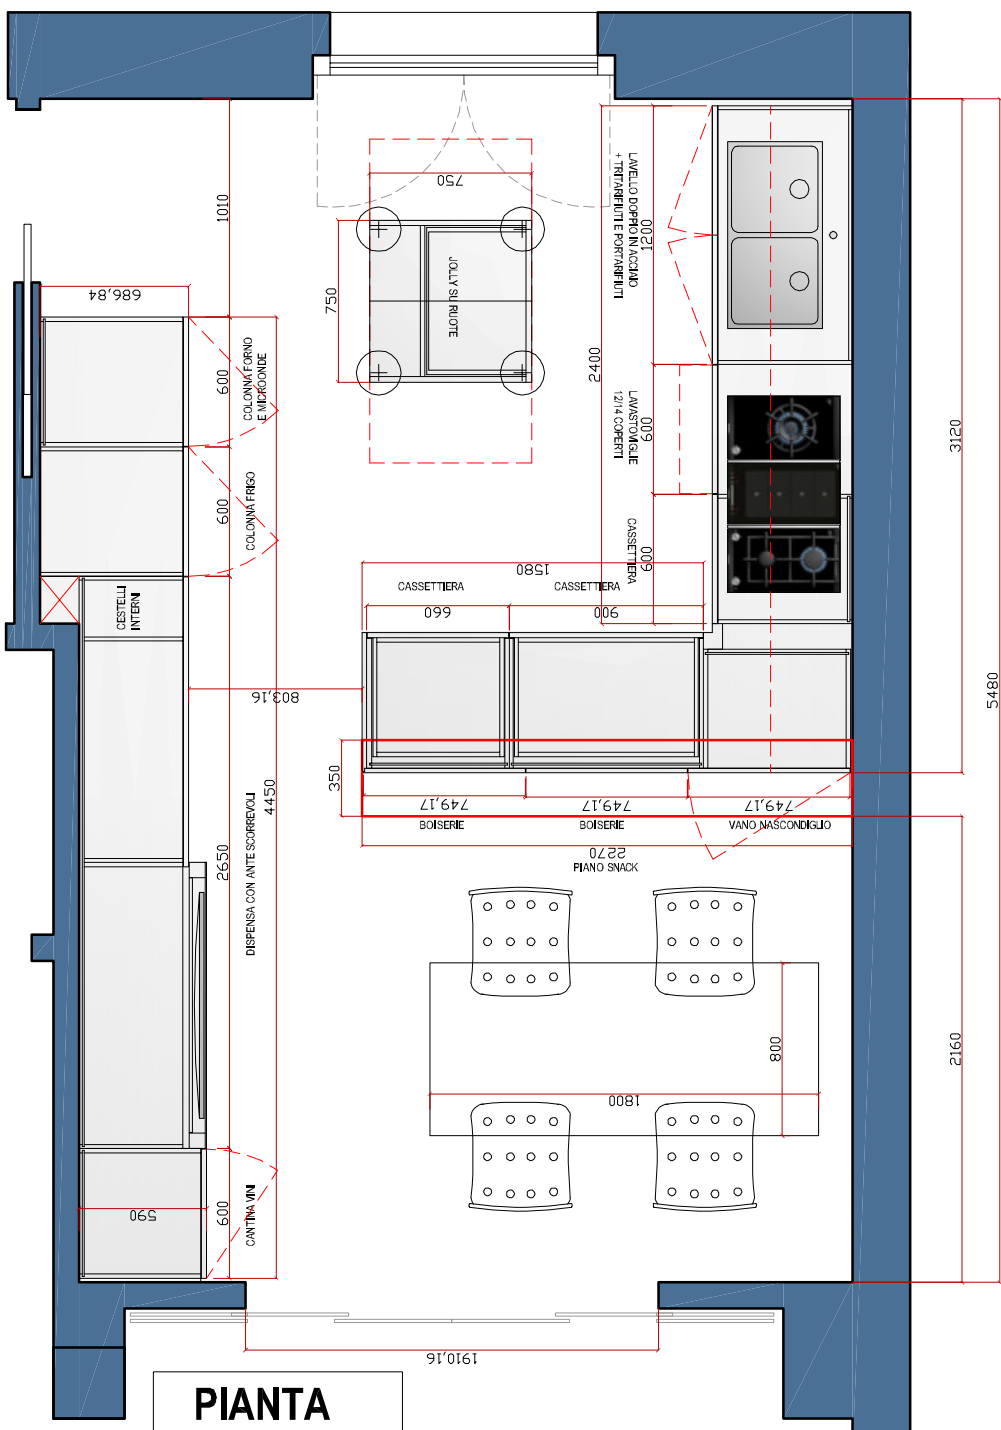 750
1010
LAVELLO DOPPIO IN ACCIAIO
+ TRITARIFIUTI E PORTARIFIUTI
1200
686,84
750
JOLLY SU RUOTE
2400
600
COLONNA FORNO
E MICROONDE
LAVASTOVIGLIE
12/14 COPERTI
600
3120
600
COLONNA FRIGO
CASSETTIERA
600
1580
CASSETTIERA
CASSETTIERA
660
900
CESTELLI
INTERNI
803,16
5480
350
4450
749,17
749,17
749,17
BOISERIE
BOISERIE
VANO NASCONDIGLIO
2650
DISPENSA CON ANTE SCORREVOLI
2270
PIANO SNACK
800
2160
1800
590
600
CANTINA VINI
1910,16
PIANTA